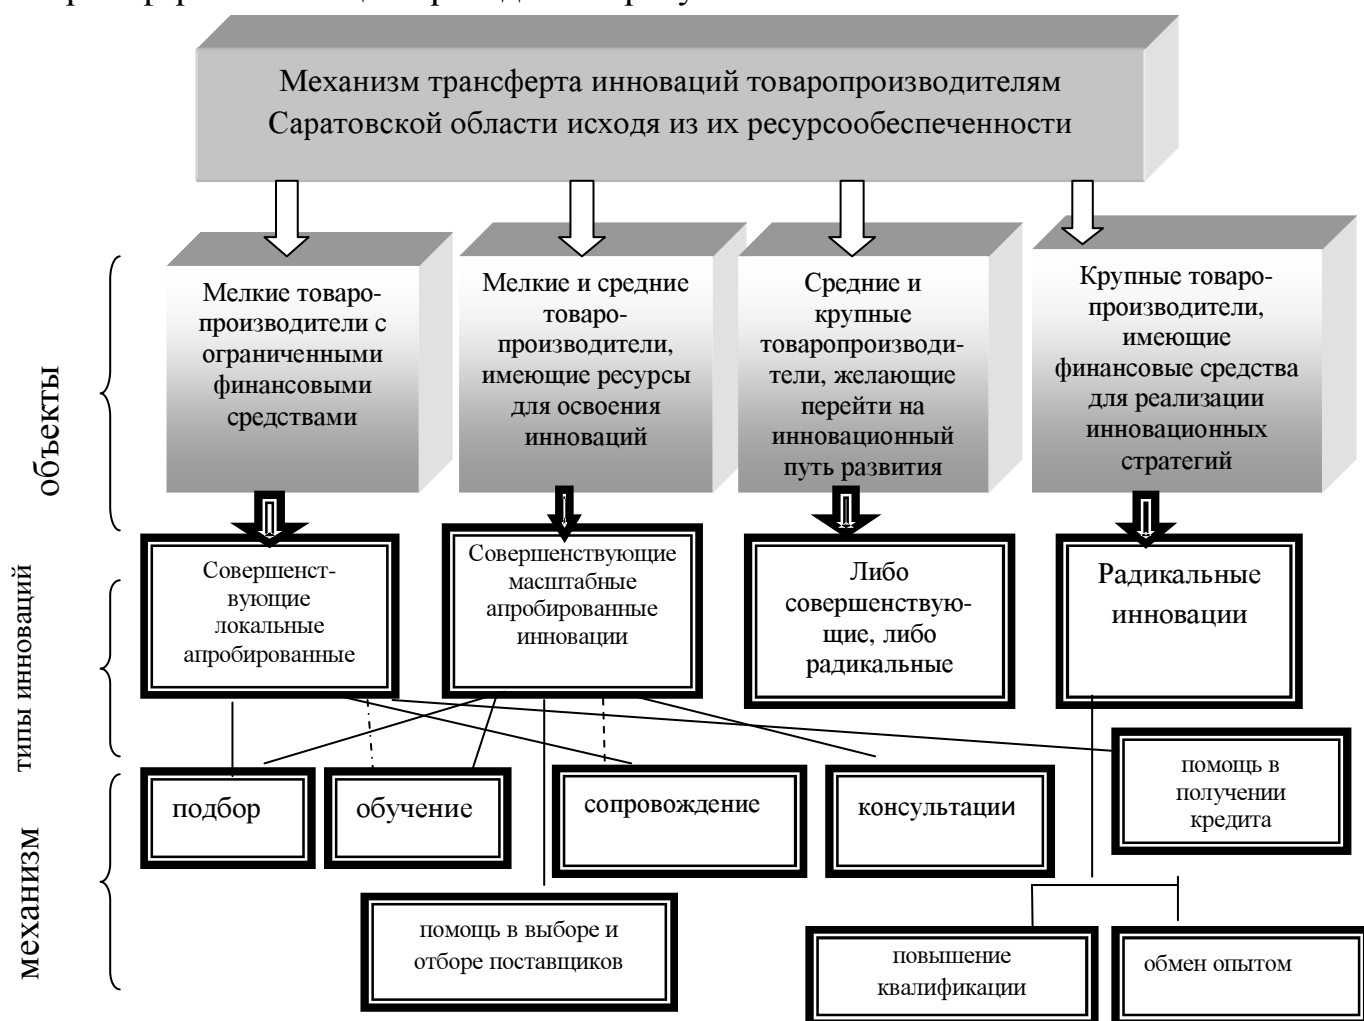 Механизм трансферта инноваций товаропроизводителям
Саратовской области исходя из их ресурсообеспеченности
объекты
Мелкие товаро-
производители с
ограниченными
финансовыми
средствами
Мелкие и средние
товаро-
производители,
имеющие ресурсы
для освоения
инноваций
Средние и
крупные
товаропроизводи-
тели, желающие
перейти на
инновационный
путь развития
Крупные товаро-
производители,
имеющие
финансовые средства
для реализации
инновационных
стратегий
типы инноваций
Совершенст-
вующие
локальные
апробированные
Совершенствующие
масштабные
апробированные
инновации
Либо
совершенствую-
щие, либо
радикальные
Радикальные
инновации
механизм
подбор
обучение
сопровождение
консультации
помощь в
получении
кредита
помощь в выборе и
отборе поставщиков
повышение
квалификации
обмен опытом